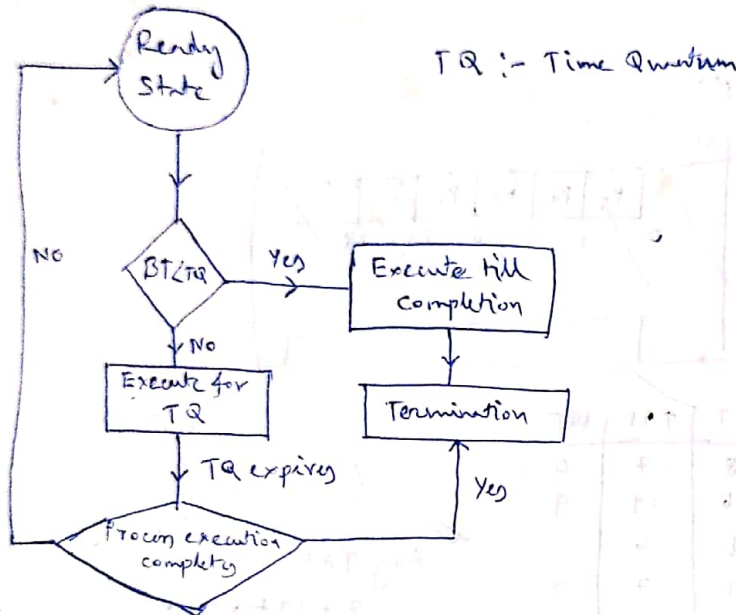 Ready
State
TQ :- Time Quantum
NO
BT<TQ
Yes
Execute till
completion
NO
Execute for
TQ
Termination
TQ expires
Yes
Process execution
completes